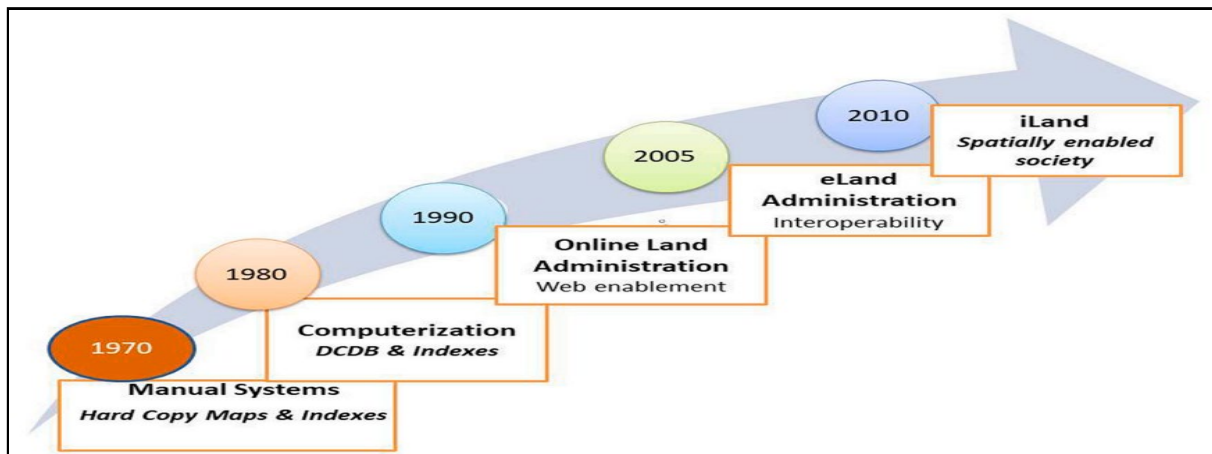 1970
Manual Systems
Hard Copy Maps & Indexes
1980
Computerization
DCDB & Indexes
1990
Online Land
Administration
Web enablement
2005
eLand
Administration
Interoperability
2010
iLand
Spatially enabled
society